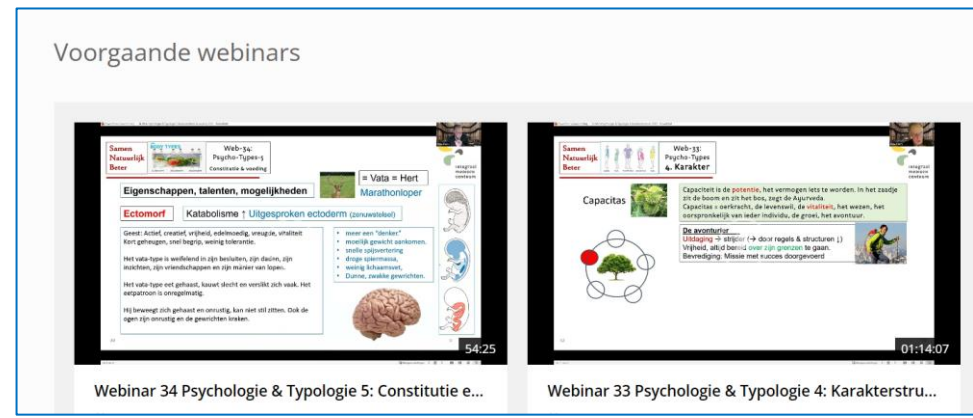 Voorgaande webinars
Samen
Natuurlijk
Beter
BODY TYPES
Web-34:
Psycho-Types-5
Constitutie & voeding
integraal
medisch
centrum
Eigenschappen, talenten, mogelijkheden
= Vata = Hert
Marathonloper
Ectomorf
Katabolisme ↑ Uitgesproken ectoderm (zenuwstelsel)
Geest: Actief, creatief, vrijheid, edelmoedig, vreugde, vitaliteit
Kort geheugen, snel begrip, weinig tolerantie.
Het vata-type is weifelend in zijn besluiten, zijn daden, zijn
inzichten, zijn vriendschappen en zijn manier van lopen.
Het vata-type eet gehaast, kauwt slecht en verslikt zich vaak. Het
eetpatroon is onregelmatig.
Hij beweegt zich gehaast en onrustig, kan niet stil zitten. Ook de
ogen zijn onrustig en de gewrichten kraken.
• meer een "denker."
• moeilijk gewicht aankomen.
• snelle spijsvertering
• droge spiermassa,
• weinig lichaamsvet,
• Dunne, zwakke gewrichten.
54:25
Webinar 34 Psychologie & Typologie 5: Constitutie e...
Samen
Natuurlijk
Beter
Web-33:
Psycho-Types
4. Karakter
integraal
medisch
centrum
Capacitas
Capaciteit is de potentie, het vermogen iets te worden. In het zaadje
zit de boom en zit het bos, zegt de Ayurveda.
Capacitas = oerkracht, de levenswil, de vitaliteit, het wezen, het
oorspronkelijk van ieder individu, de groei, het avontuur.
De avonturier
Uitdaging → strijder (→ door regels & structuren ↓)
Vrijheid, altijd bereid over zijn grenzen te gaan.
Bevrediging: Missie met succes doorgevoerd
01:14:07
Webinar 33 Psychologie & Typologie 4: Karakterstru...